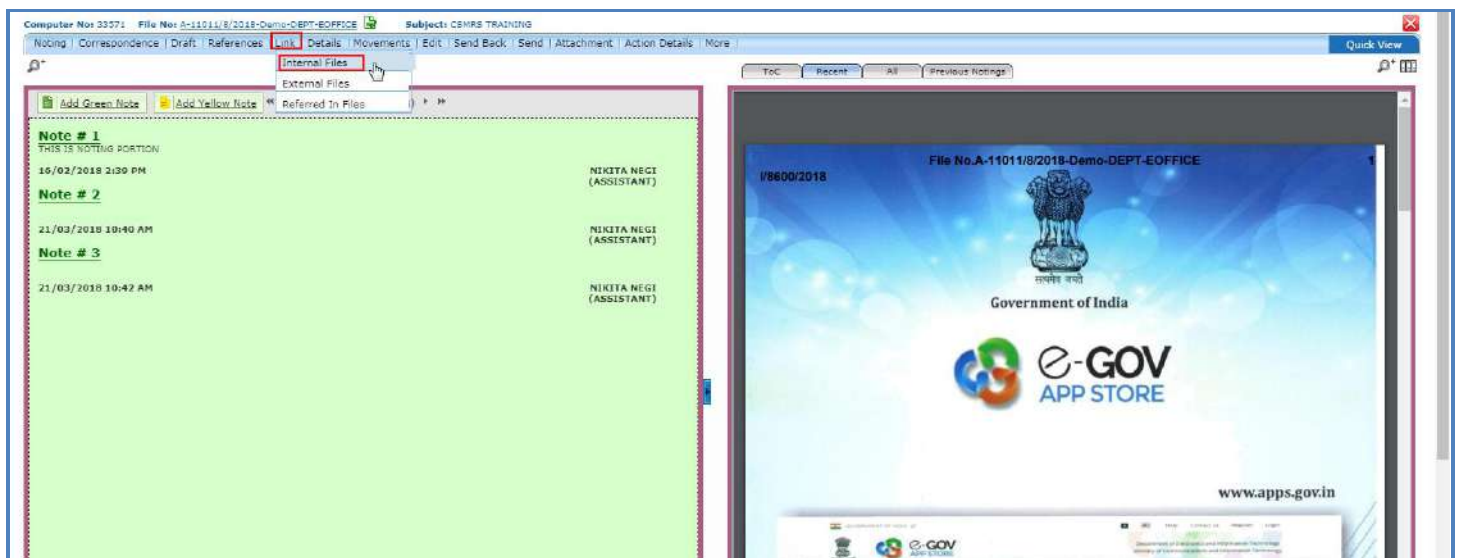 Computer No: 33571 File No: A-11011/8/2018-Demo-DEPT-EOFFICE Subject: CSMRS TRAINING
Noting | Correspondence | Draft | References | Link | Details | Movements | Edit | Send Back | Send | Attachment | Action Details | More
Quick View
Internal Files
External Files
Referred In Files
ToC Recent All Previous Notings
Add Green Note Add Yellow Note
Note # 1
THIS IS NOTING PORTION
16/02/2018 2:39 PM NIKITA NEGI
(ASSISTANT)
Note # 2
21/03/2018 10:40 AM NIKITA NEGI
(ASSISTANT)
Note # 3
21/03/2018 10:42 AM NIKITA NEGI
(ASSISTANT)
File No.A-11011/8/2018-Demo-DEPT-EOFFICE 1
I/8600/2018
सत्यमेव जयते
Government of India
e-GOV
APP STORE
www.apps.gov.in
e-GOV
APP STORE